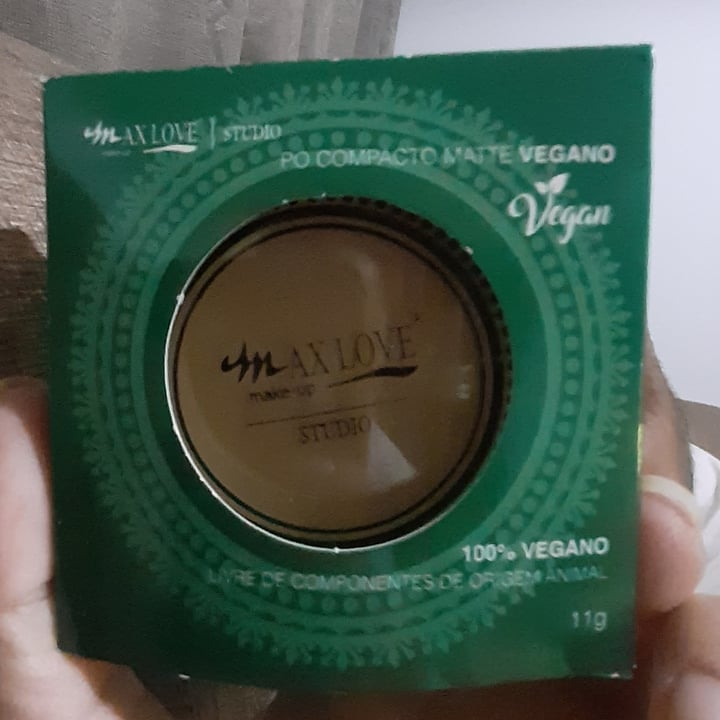 MAX LOVE | STUDIO
PO COMPACTO MATTE VEGANO
Vegan
MAX LOVE
make-up
STUDIO
100% VEGANO
LIVRE DE COMPONENTES DE ORIGEM ANIMAL
11g